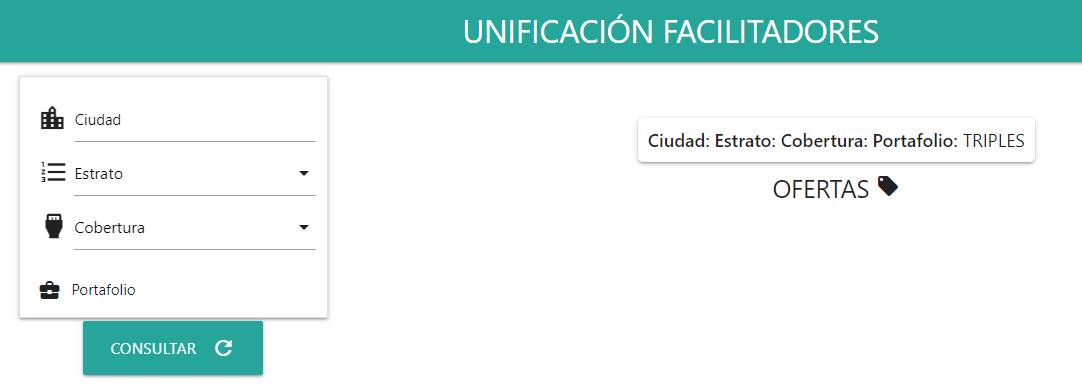 UNIFICACIÓN FACILITADORES
Ciudad
Estrato
Cobertura
Portafolio
CONSULTAR
Ciudad: Estrato: Cobertura: Portafolio: TRIPLES
OFERTAS